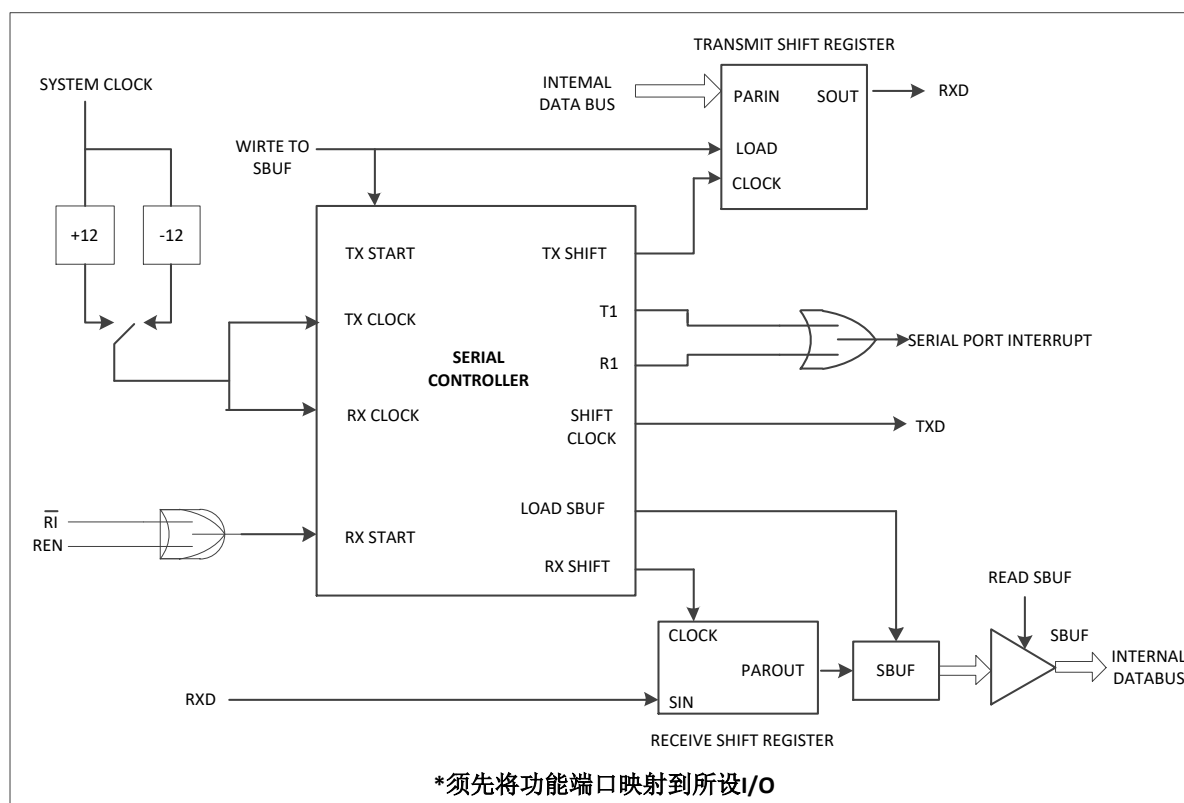 TRANSMIT SHIFT REGISTER
SYSTEM CLOCK
INTEMAL
DATA BUS
PARIN
SOUT
RXD
WIRTE TO
SBUF
LOAD
CLOCK
+12
-12
TX START
TX SHIFT
TX CLOCK
T1
SERIAL PORT INTERRUPT
SERIAL
CONTROLLER
R1
RX CLOCK
SHIFT
CLOCK
TXD
LOAD SBUF
R̅I̅
REN
RX START
RX SHIFT
READ SBUF
CLOCK
SBUF
PAROUT
SBUF
INTERNAL
DATABUS
RXD
SIN
RECEIVE SHIFT REGISTER
*须先将功能端口映射到所设I/O